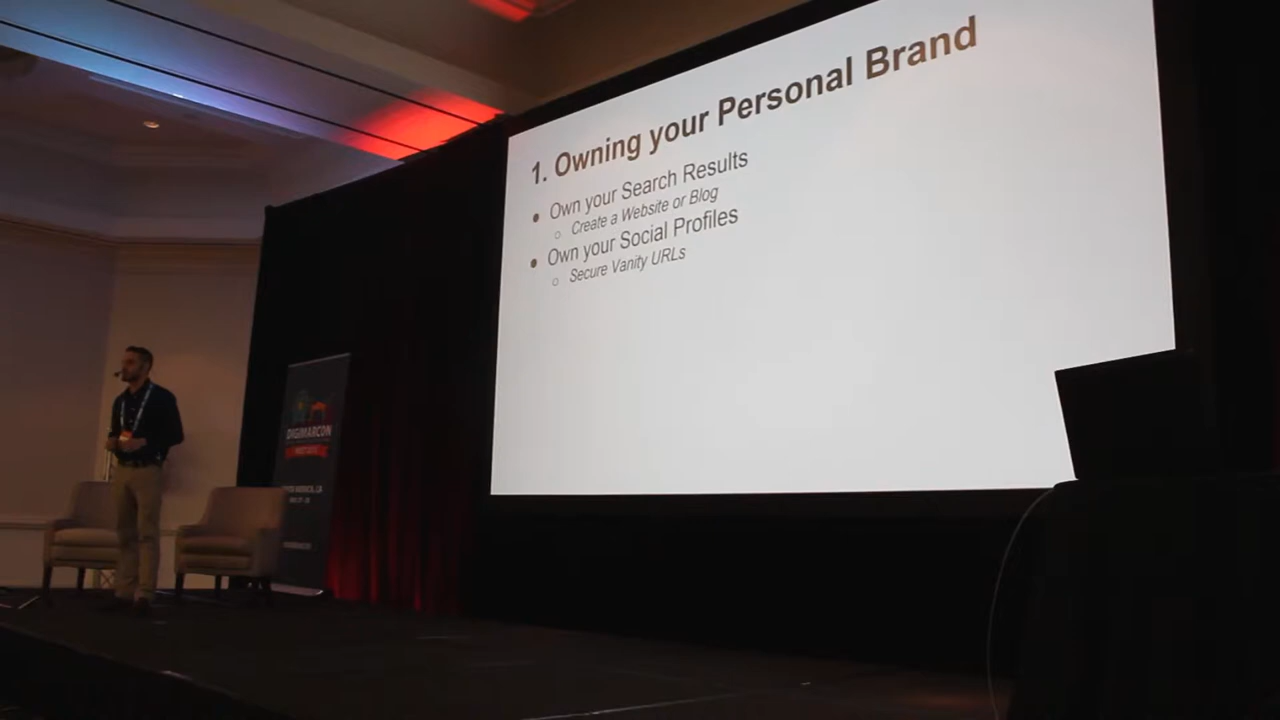 1. Owning your Personal Brand
● Own your Search Results
○ Create a Website or Blog
● Own your Social Profiles
○ Secure Vanity URLs
DIGIMARCON